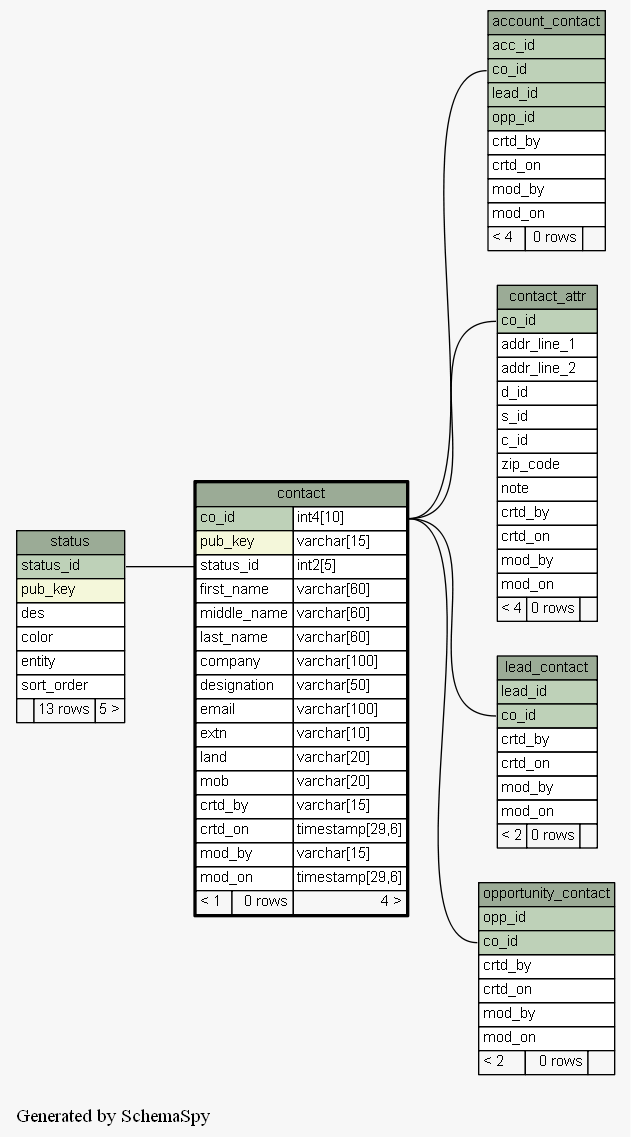 account_contact
acc_id
co_id
lead_id
opp_id
crtd_by
crtd_on
mod_by
mod_on
< 4 0 rows
contact_attr
co_id
addr_line_1
addr_line_2
d_id
s_id
c_id
zip_code
note
crtd_by
crtd_on
mod_by
mod_on
< 4 0 rows
contact
co_id int4[10]
pub_key varchar[15]
status_id int2[5]
first_name varchar[60]
middle_name varchar[60]
last_name varchar[60]
company varchar[100]
designation varchar[50]
email varchar[100]
extn varchar[10]
land varchar[20]
mob varchar[20]
crtd_by varchar[15]
crtd_on timestamp[29,6]
mod_by varchar[15]
mod_on timestamp[29,6]
< 1 0 rows 4 >
status
status_id
pub_key
des
color
entity
sort_order
13 rows 5 >
lead_contact
lead_id
co_id
crtd_by
crtd_on
mod_by
mod_on
< 2 0 rows
opportunity_contact
opp_id
co_id
crtd_by
crtd_on
mod_by
mod_on
< 2 0 rows
Generated by SchemaSpy